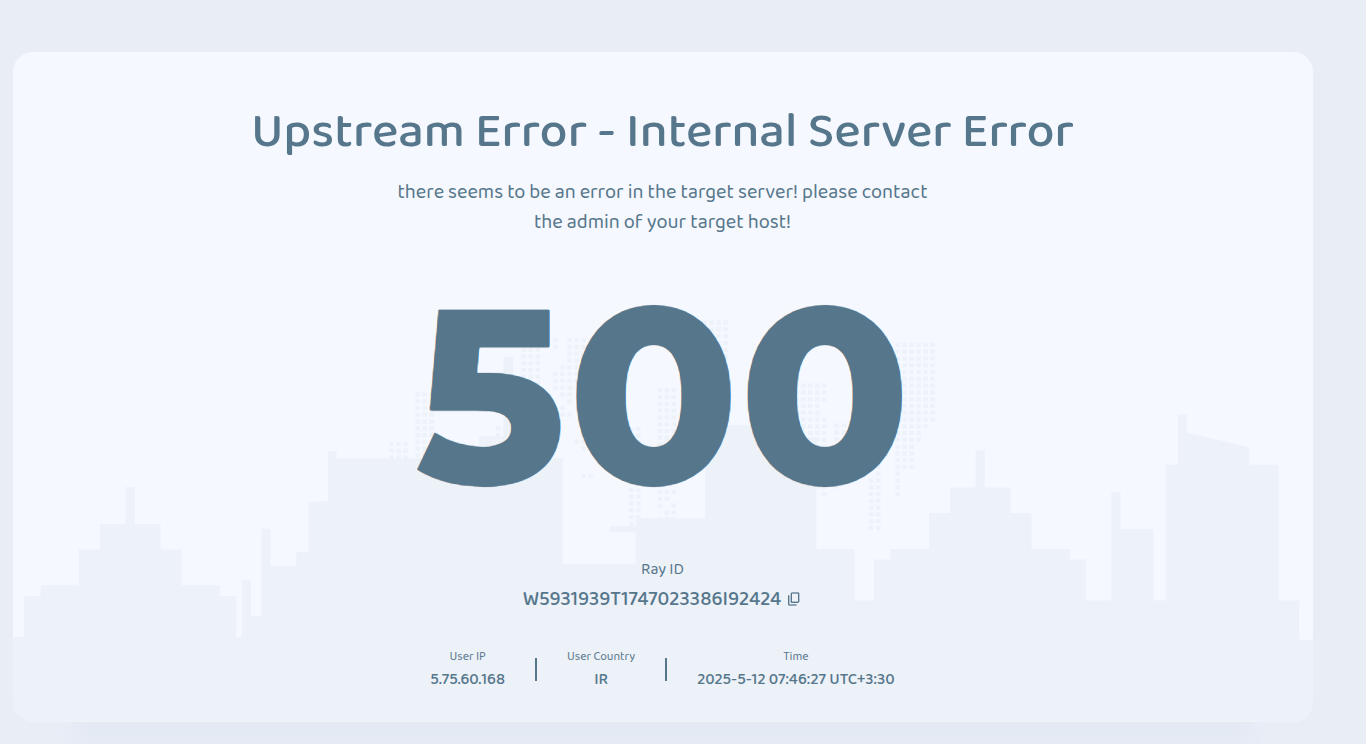 Upstream Error - Internal Server Error
there seems to be an error in the target server! please contact
the admin of your target host!
500
Ray ID
W5931939T1747023386I92424
User IP
5.75.60.168
User Country
IR
Time
2025-5-12 07:46:27 UTC+3:30